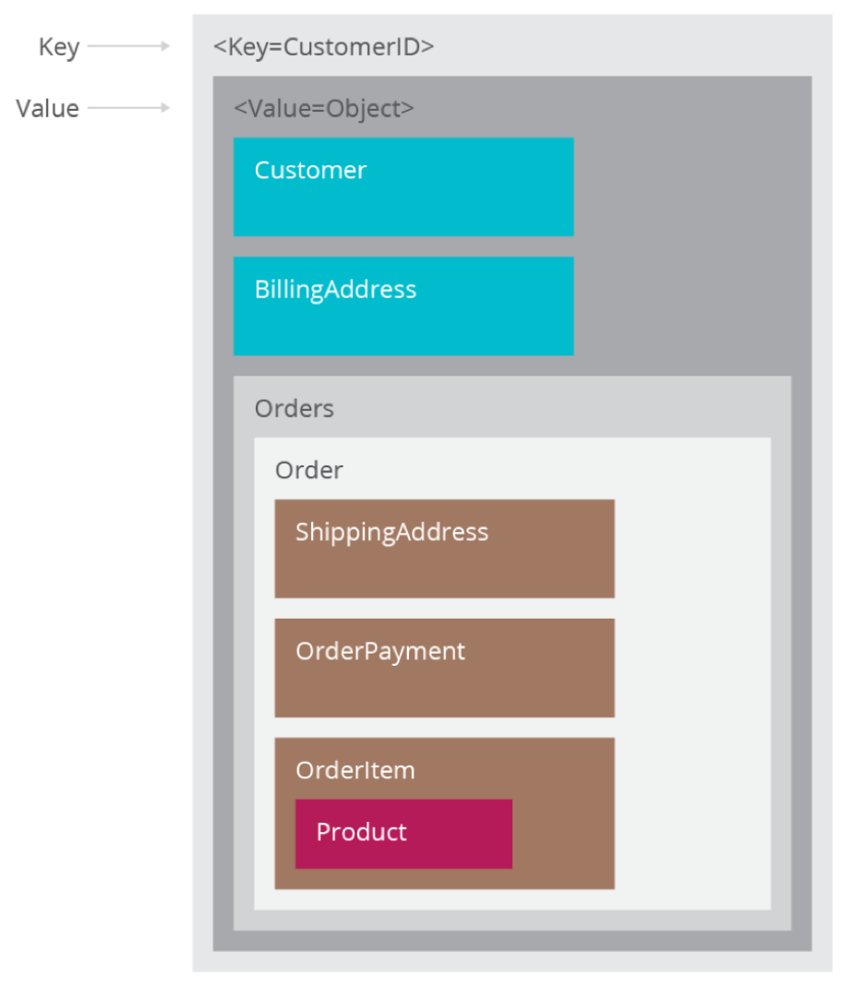 Key
<Key=CustomerID>
Value
<Value=Object>
Customer
BillingAddress
Orders
Order
ShippingAddress
OrderPayment
OrderItem
Product